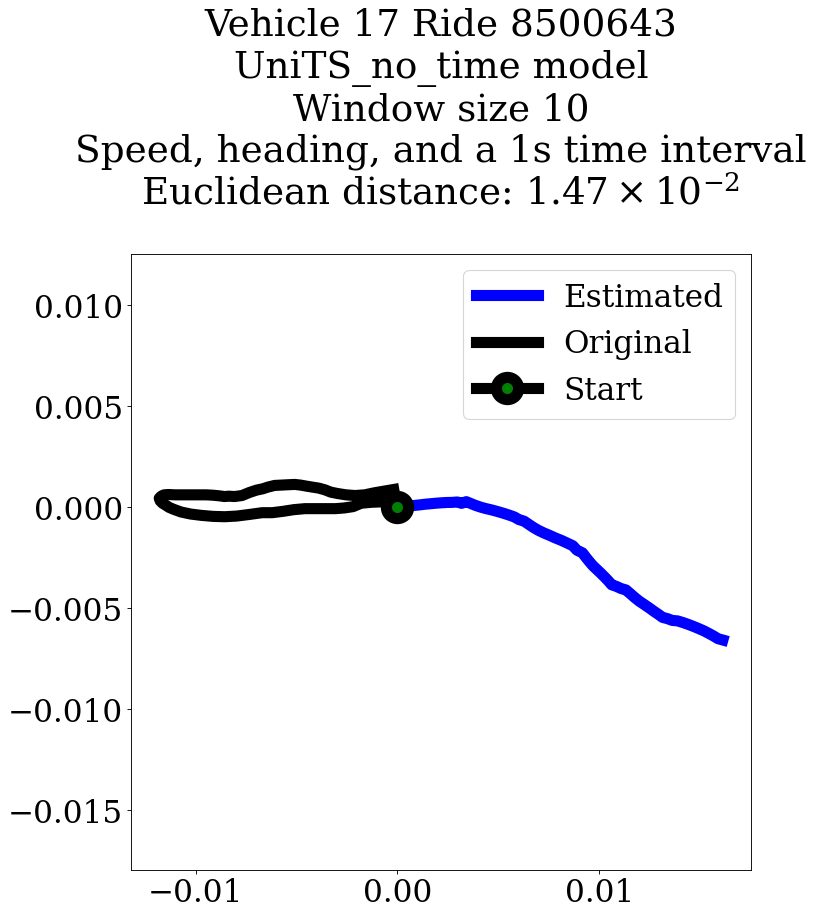 Vehicle 17 Ride 8500643
UniTS_no_time model
Window size 10
Speed, heading, and a 1s time interval
Euclidean distance: 1.47 × 10⁻²
Estimated
Original
Start
0.010
0.005
0.000
−0.005
−0.010
−0.015
−0.01
0.00
0.01